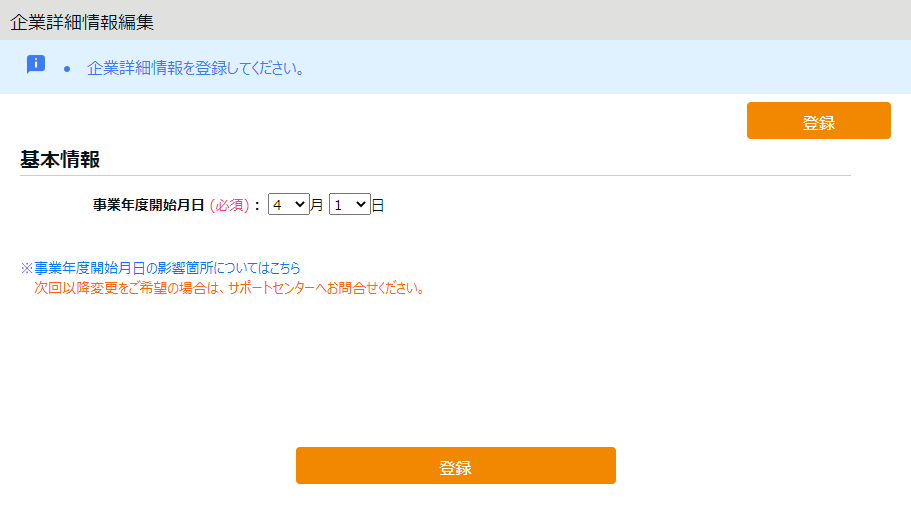 企業詳細情報編集
• 企業詳細情報を登録してください。
登録
基本情報
事業年度開始月日 (必須) : 4 月 1 日
※事業年度開始月日の影響箇所についてはこちら
次回以降変更をご希望の場合は、サポートセンターへお問合せください。
登録